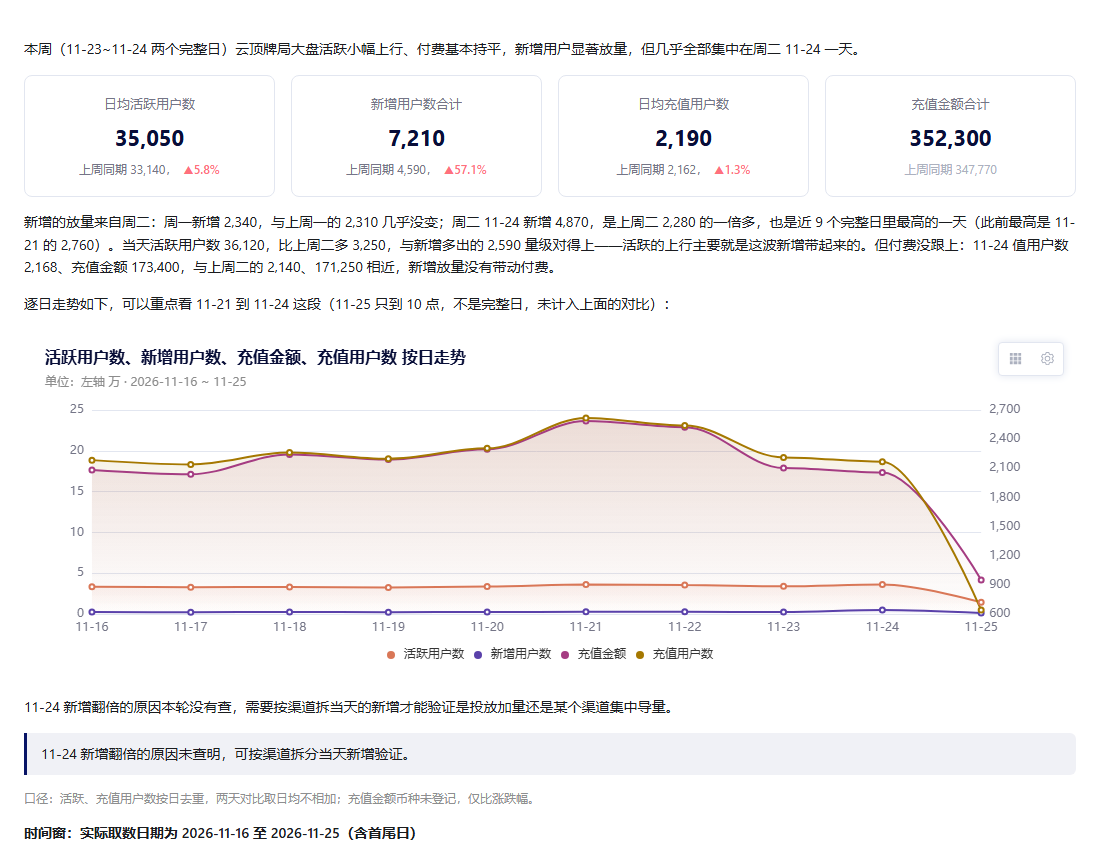 本周（11-23~11-24 两个完整日）云顶牌局大盘活跃小幅上行、付费基本持平，新增用户显著放量，但几乎全部集中在周二 11-24 一天。
日均活跃用户数 新增用户数合计 日均充值用户数 充值金额合计
35,050 7,210 2,190 352,300
上周同期 33,140， ▲5.8% 上周同期 4,590， ▲57.1% 上周同期 2,162， ▲1.3% 上周同期 347,770
新增的放量来自周二：周一新增 2,340，与上周一的 2,310 几乎没变；周二 11-24 新增 4,870，是上周二 2,280 的一倍多，也是近 9 个完整日里最高的一天（此前最高是 11-
21 的 2,760）。当天活跃用户数 36,120，比上周二多 3,250，与新增多出的 2,590 量级对得上——活跃的上行主要就是这波新增带起来的。但付费没跟上：11-24 值用户数
2,168、充值金额 173,400，与上周二的 2,140、171,250 相近，新增放量没有带动付费。
逐日走势如下，可以重点看 11-21 到 11-24 这段（11-25 只到 10 点，不是完整日，未计入上面的对比）：
活跃用户数、新增用户数、充值金额、充值用户数 按日走势
单位：左轴 万 · 2026-11-16 ~ 11-25
25 2,700
2,400
20
2,100
15 1,800
10 1,500
1,200
5 900
0 600
11-16 11-17 11-18 11-19 11-20 11-21 11-22 11-23 11-24 11-25
活跃用户数 新增用户数 充值金额 充值用户数
11-24 新增翻倍的原因本轮没有查，需要按渠道拆当天的新增才能验证是投放加量还是某个渠道集中导量。
11-24 新增翻倍的原因未查明，可按渠道拆分当天新增验证。
口径：活跃、充值用户数按日去重，两天对比取日均不相加；充值金额币种未登记，仅比涨跌幅。
时间窗：实际取数日期为 2026-11-16 至 2026-11-25（含首尾日）